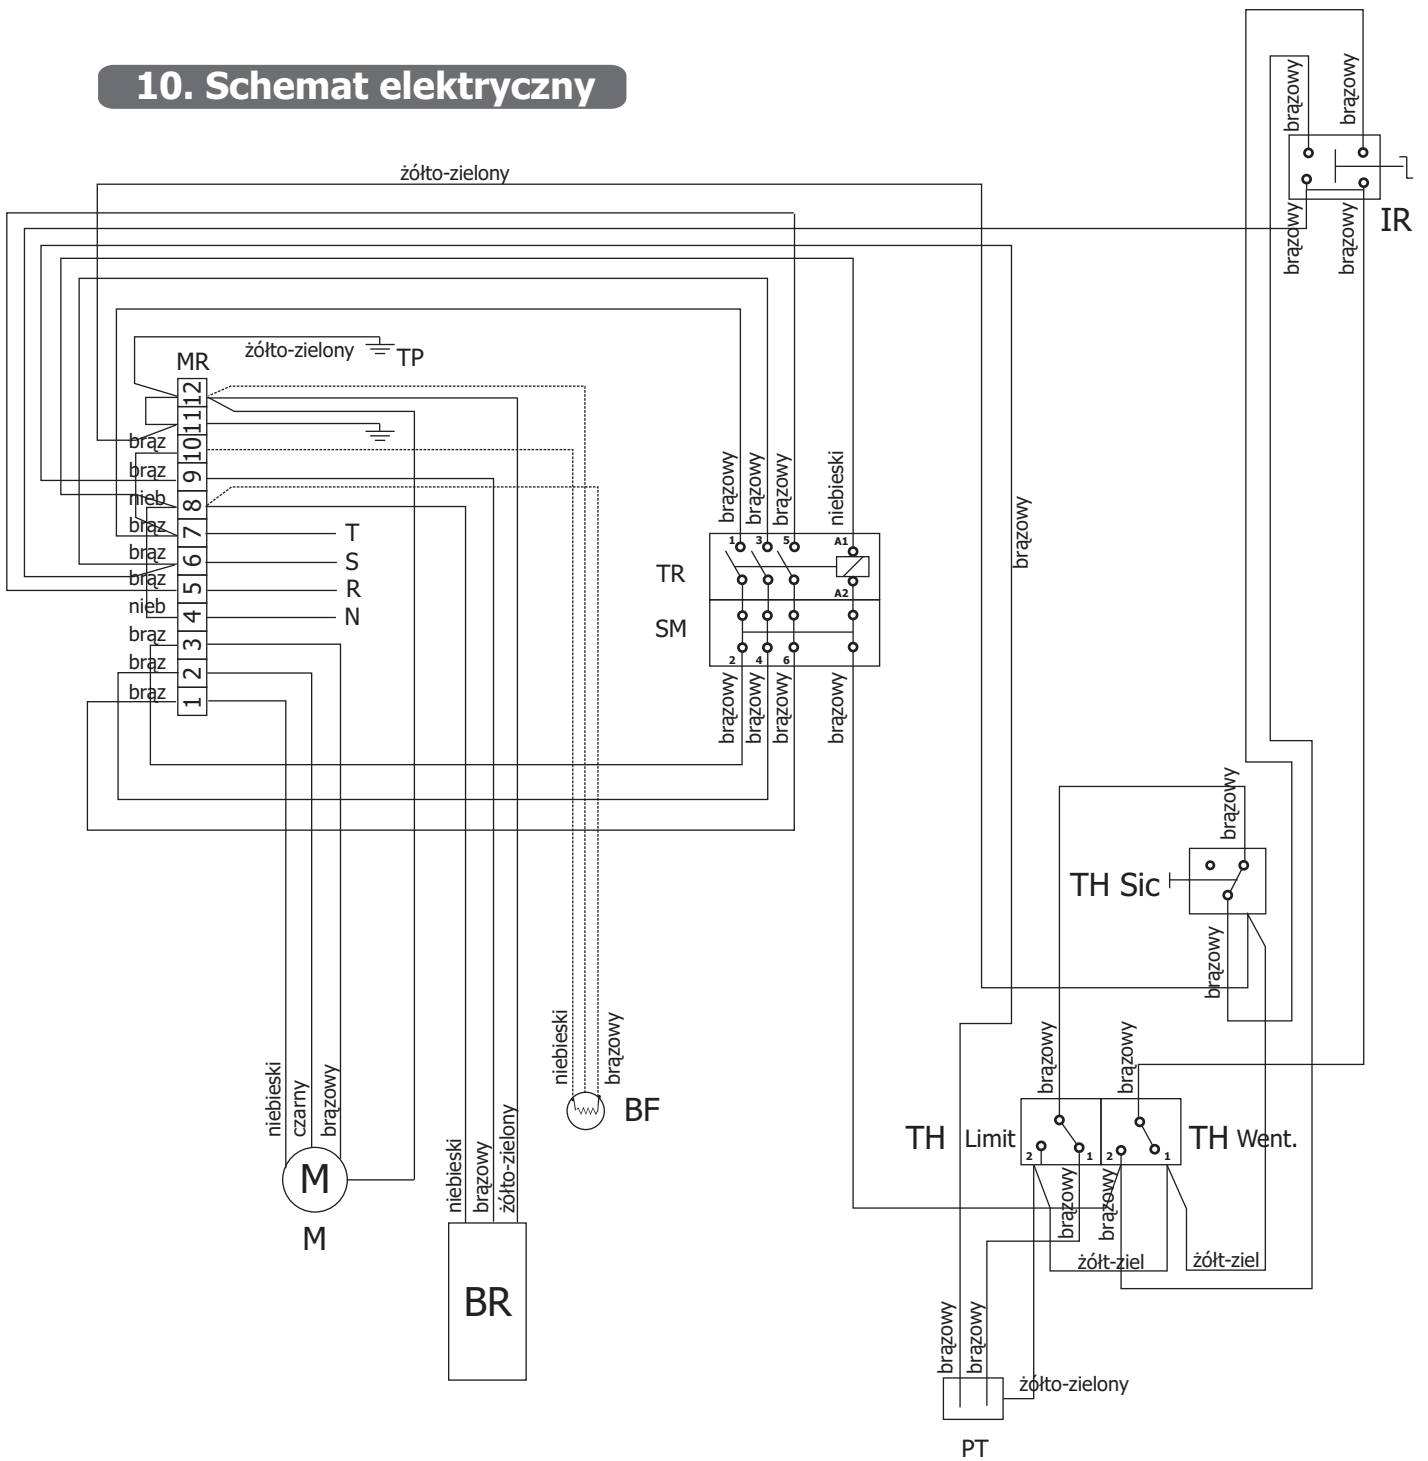 10. Schemat elektryczny
brązowy
brązowy
żółto-zielony
IR
brązowy
brązowy
żółto-zielony
TP
MR
12
11
brąz
10
brąz
9
nieb
8
brąz
7
T
brąz
6
S
brąz
5
R
nieb
4
N
brąz
3
brąz
2
brąz
1
brązowy
brązowy
brązowy
niebieski
brązowy
1
3
5
A1
TR
A2
SM
2
4
6
brązowy
brązowy
brązowy
brązowy
brązowy
TH Sic
brązowy
niebieski
brązowy
brązowy
brązowy
niebieski
czarny
brązowy
BF
TH Limit
2
1
2
1
TH Went.
niebieski
brązowy
żółto-zielony
brązowy
brązowy
M
M
żółt-ziel
żółt-ziel
BR
brązowy
brązowy
żółto-zielony
PT